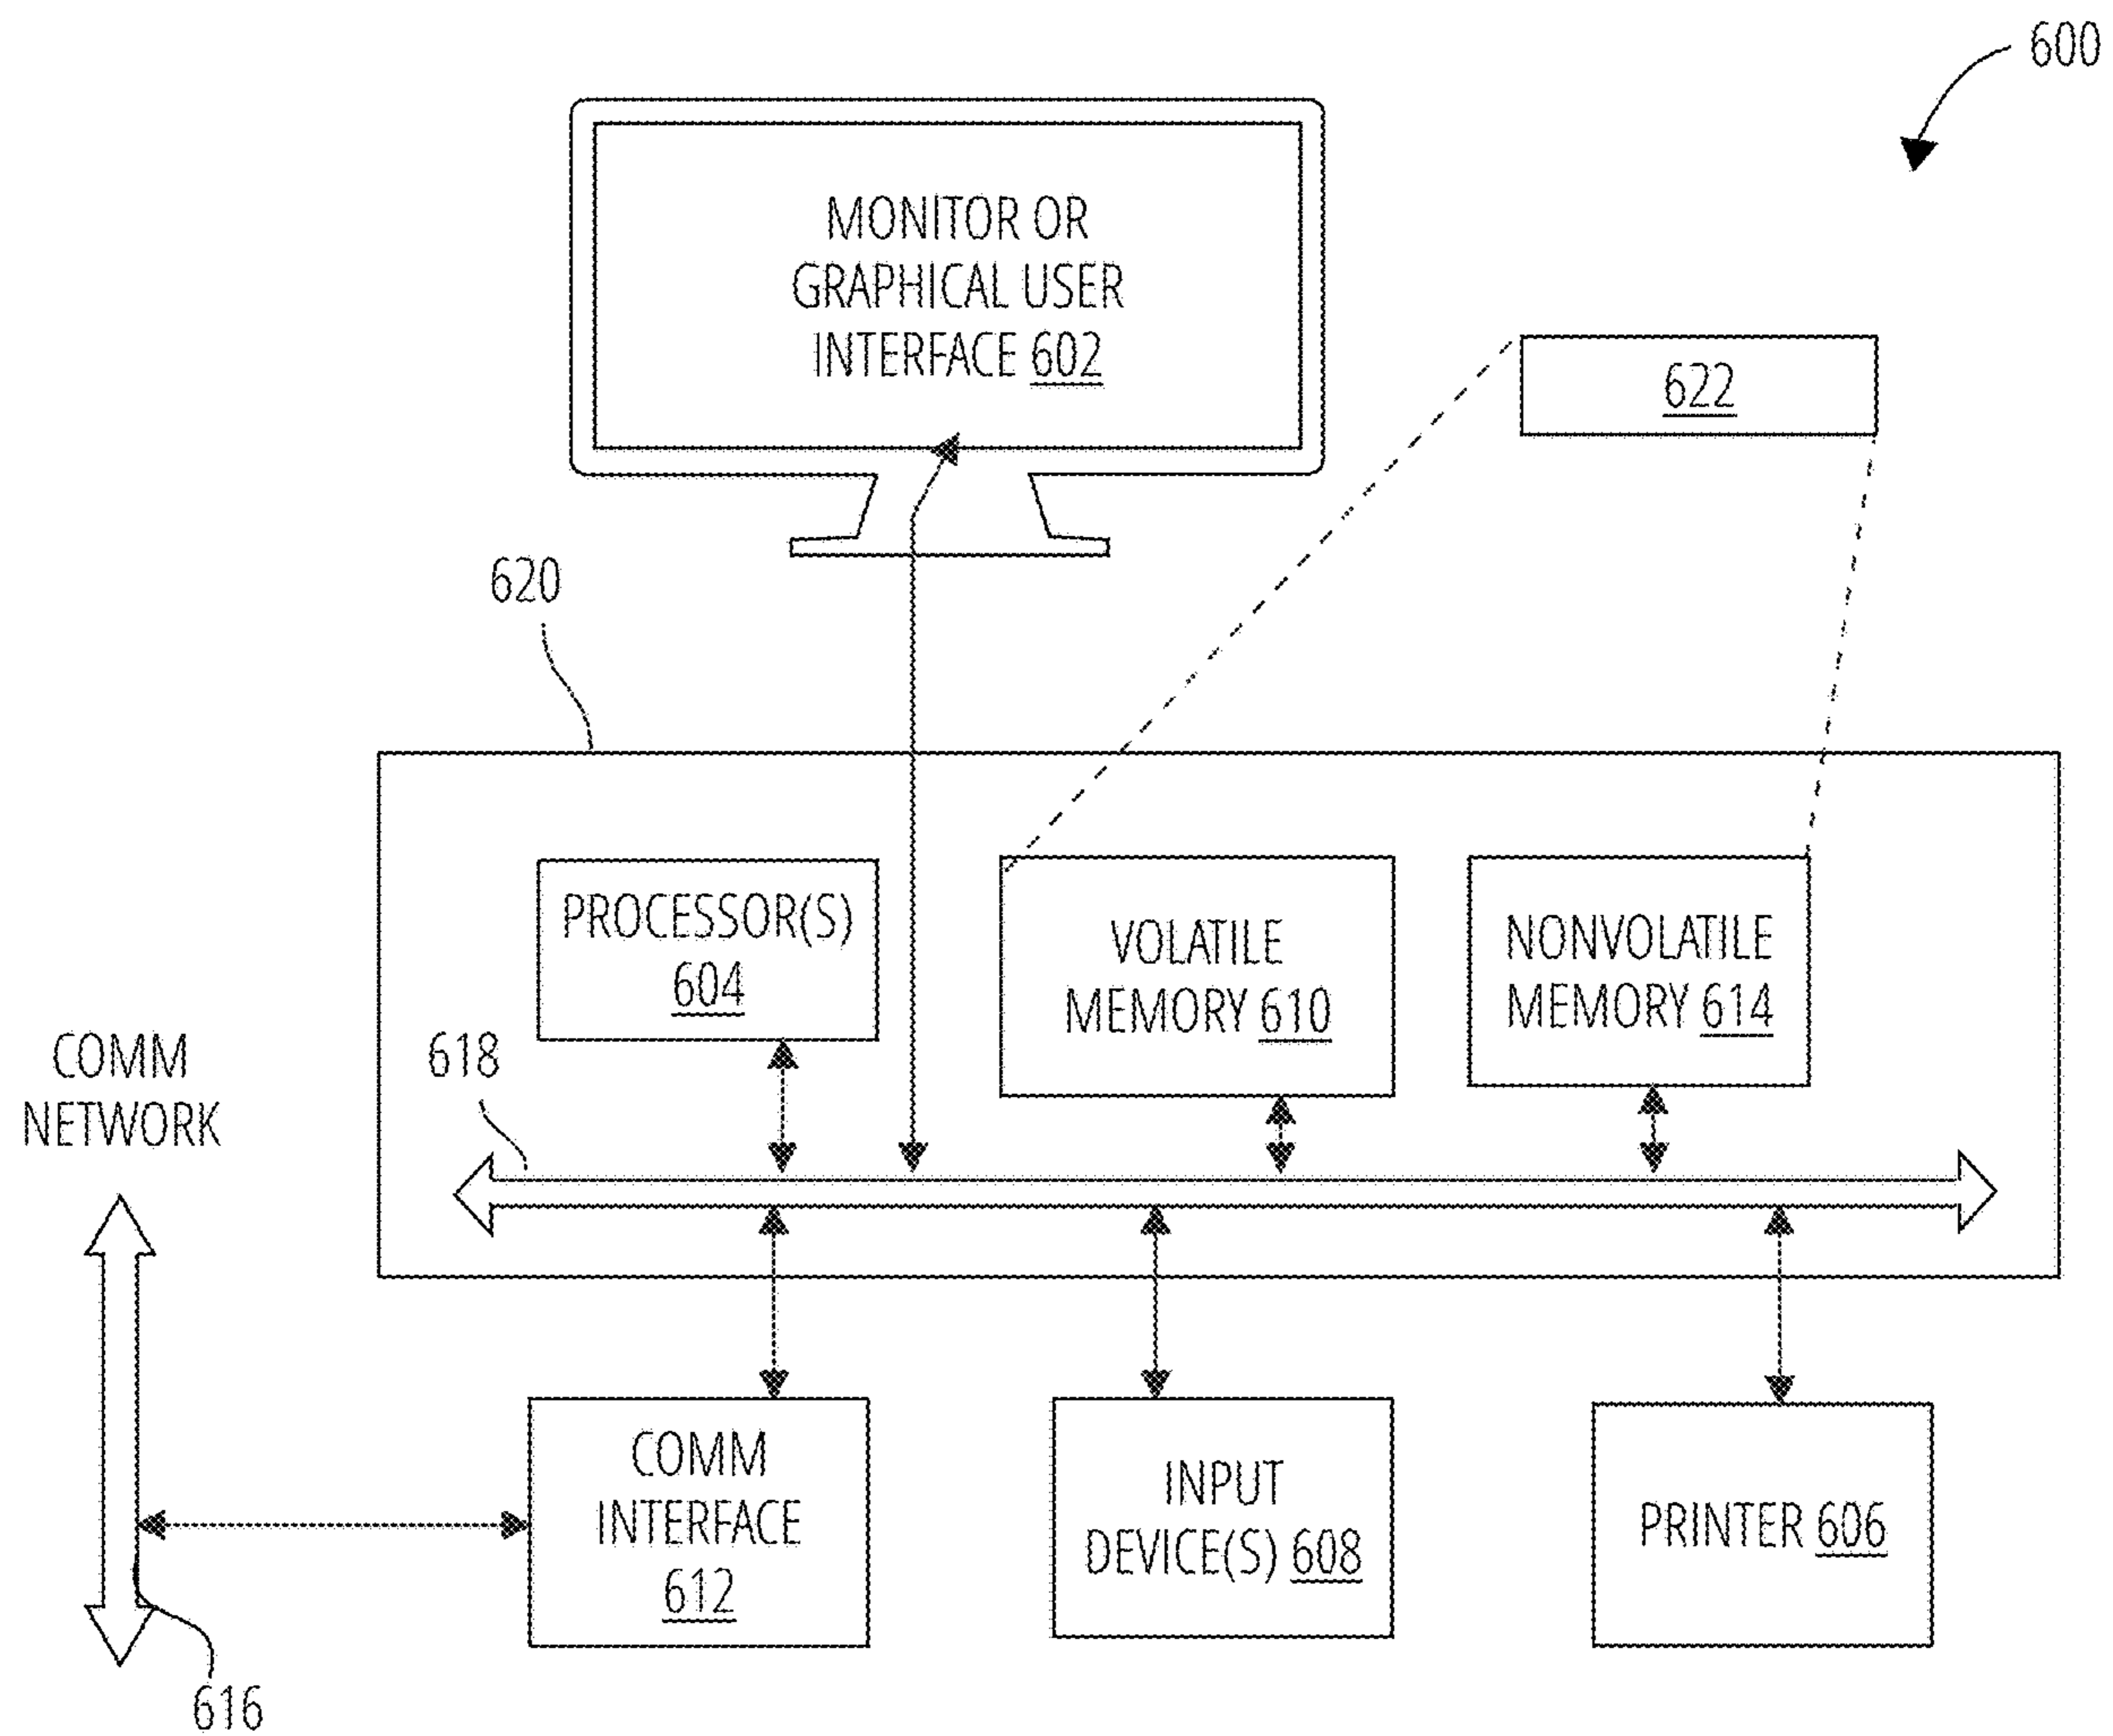 600
MONITOR OR
GRAPHICAL USER
INTERFACE 602
622
620
PROCESSOR(S)
604
VOLATILE
MEMORY 610
NONVOLATILE
MEMORY 614
618
COMM
NETWORK
COMM
INTERFACE
612
INPUT
DEVICE(S) 608
PRINTER 606
616